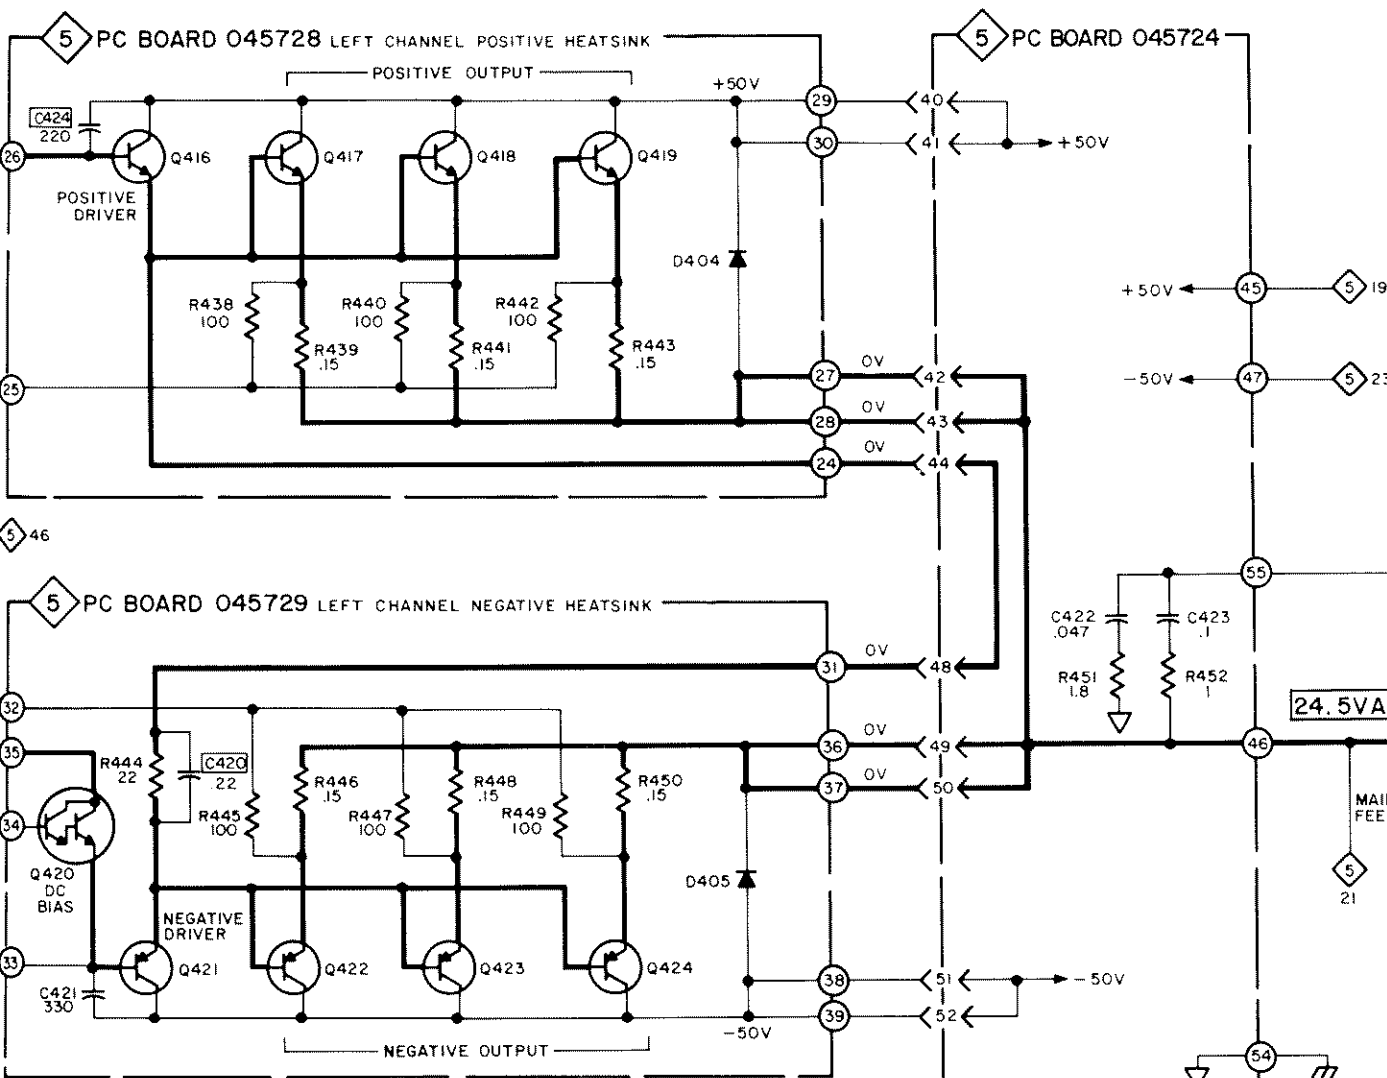 5 PC BOARD 045728 LEFT CHANNEL POSITIVE HEATSINK
5 PC BOARD 045724
POSITIVE OUTPUT
+50V
29
40
C424
220
26
Q416
Q417
Q418
Q419
30
41
+50V
POSITIVE
DRIVER
D404
R438
100
R440
100
R442
100
R439
.15
R441
.15
R443
.15
+50V
45
5 19
-50V
47
5
25
27
0V
42
28
0V
43
24
0V
44
5 46
5 PC BOARD 045729 LEFT CHANNEL NEGATIVE HEATSINK
55
C422
.047
C423
.1
R451
1.8
R452
1
31
0V
48
32
35
36
0V
49
37
0V
50
24.5VA
46
R444
22
C420
.22
R445
100
R446
.15
R447
100
R448
.15
R449
100
R450
.15
34
Q420
DC
BIAS
D405
5
21
NEGATIVE
DRIVER
33
Q421
Q422
Q423
Q424
C421
330
38
51
-50V
39
52
-50V
NEGATIVE OUTPUT
54